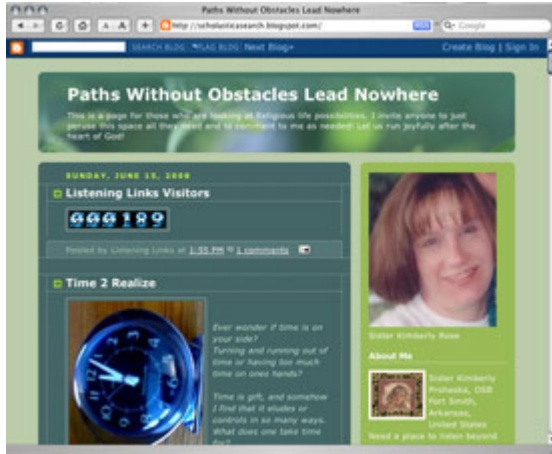 Paths Without Obstacles Lead Nowhere
http://scholasticasearch.blogspot.com/
RSS
Google
SEARCH BLOG
FLAG BLOG
Next Blog»
Create Blog | Sign In
Paths Without Obstacles Lead Nowhere
This is a page for those who are looking at Religious life possibilities. I invite anyone to just
peruse this space all they need and to comment to me as needed! Let us run joyfully after the
heart of God!
SUNDAY, JUNE 15, 2008
Listening Links Visitors
000189
Posted by Listening Links at 1:55 PM
1 comments
Time 2 Realize
Ever wonder if time is on
your side?
Turning and running out of
time or having too much
time on ones hands?
Time is gift, and somehow
I find that it eludes or
controls in so many ways.
What does one take time
for?
Sister Kimberly Rose
About Me
Sister Kimberly
Prohaska, OSB
Fort Smith,
Arkansas,
United States
Need a place to listen beyond